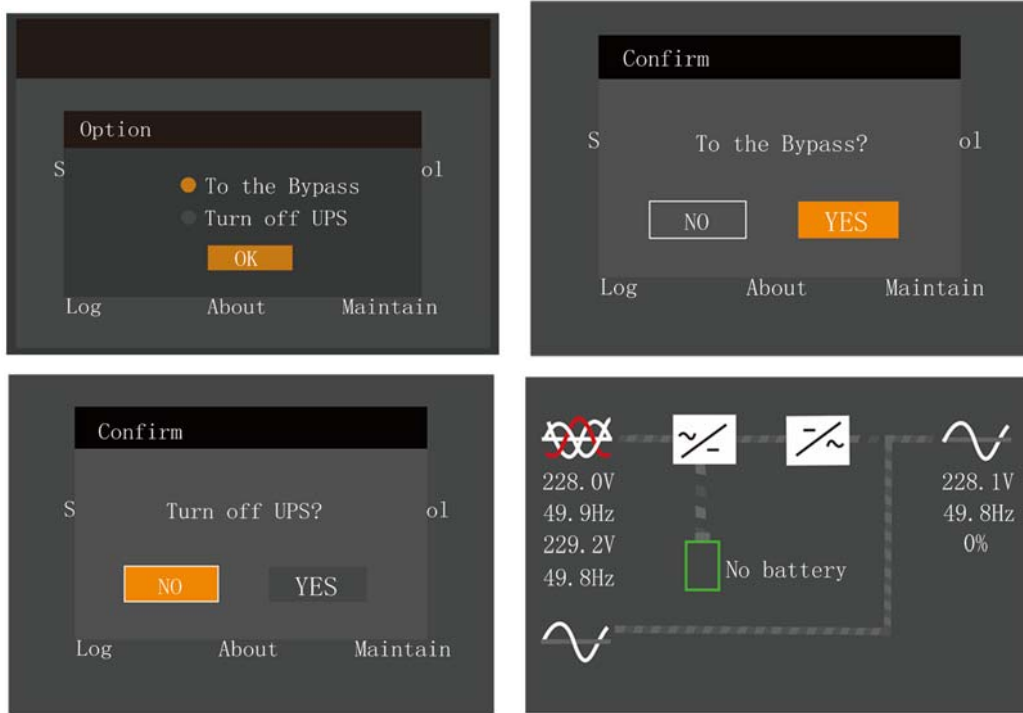 Option
S
ol
To the Bypass
Turn off UPS
OK
Log About Maintain
Confirm
S
To the Bypass?
ol
NO YES
Log About Maintain
Confirm
S
Turn off UPS?
ol
NO YES
Log About Maintain
228.0V
49.9Hz
229.2V
49.8Hz
No battery
228.1V
49.8Hz
0%